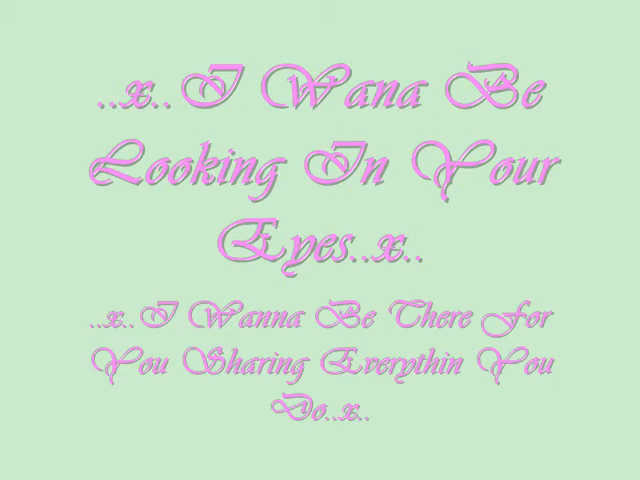 ..x..I Wana Be
Looking In Your
Eyes..x..
..x..I Wanna Be There For
You Sharing Everythin You
Do..x..